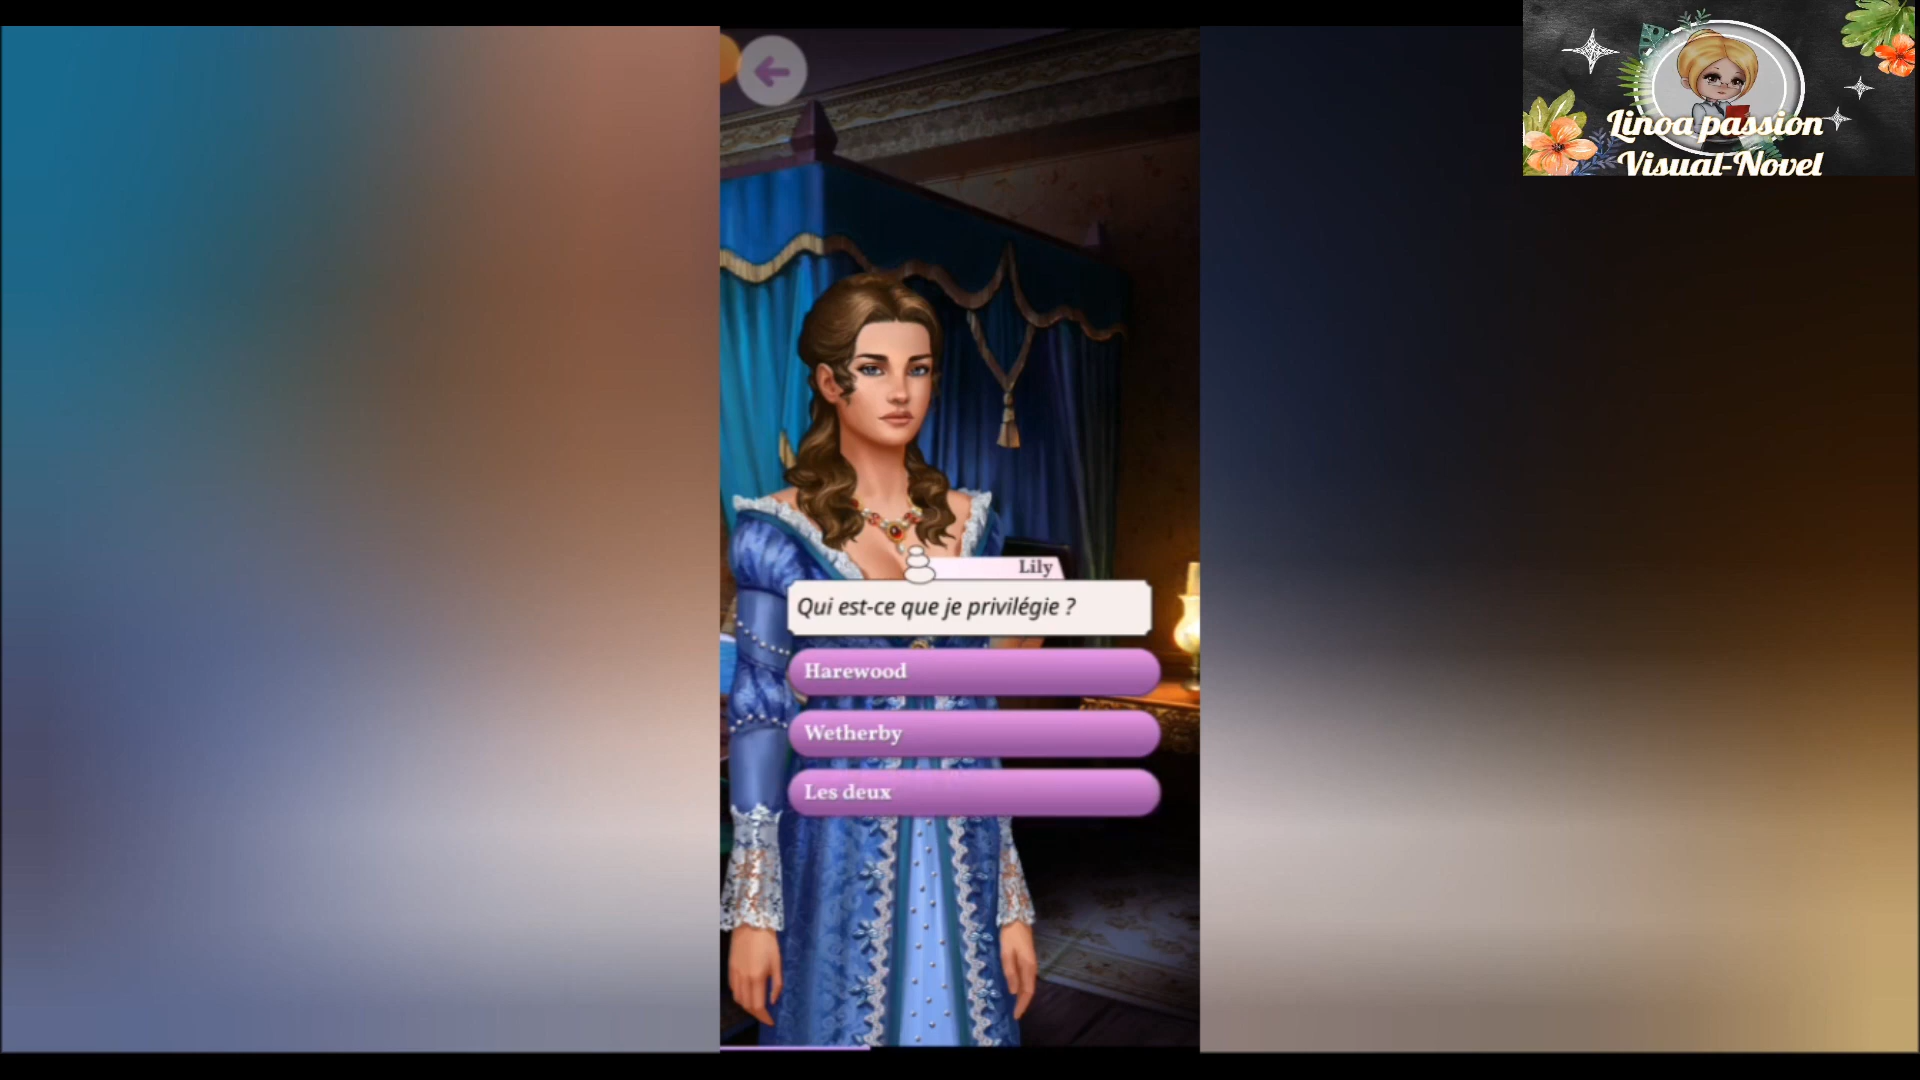 Linoa passion
Visual-Novel
Lily
Qui est-ce que je privilégie ?
Harewood
Wetherby
Les deux